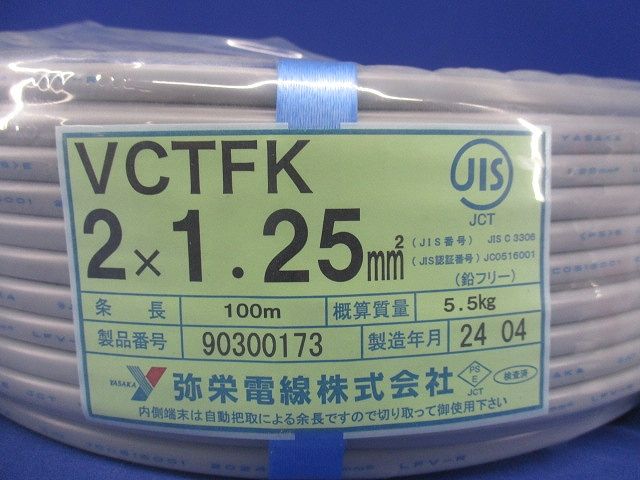 VCTFK
JIS
JCT
2×1.25mm²
(JIS番号) JIS C 3306
(JIS認証番号) JC0516001
(鉛フリー)
条長 100m 概算質量 5.5kg
製品番号 90300173 製造年月 24 04
YASAKA 弥栄電線株式会社
PS
E
JCT
検査済
内側端末は自動把取による余長ですので切り取って御使用下さい